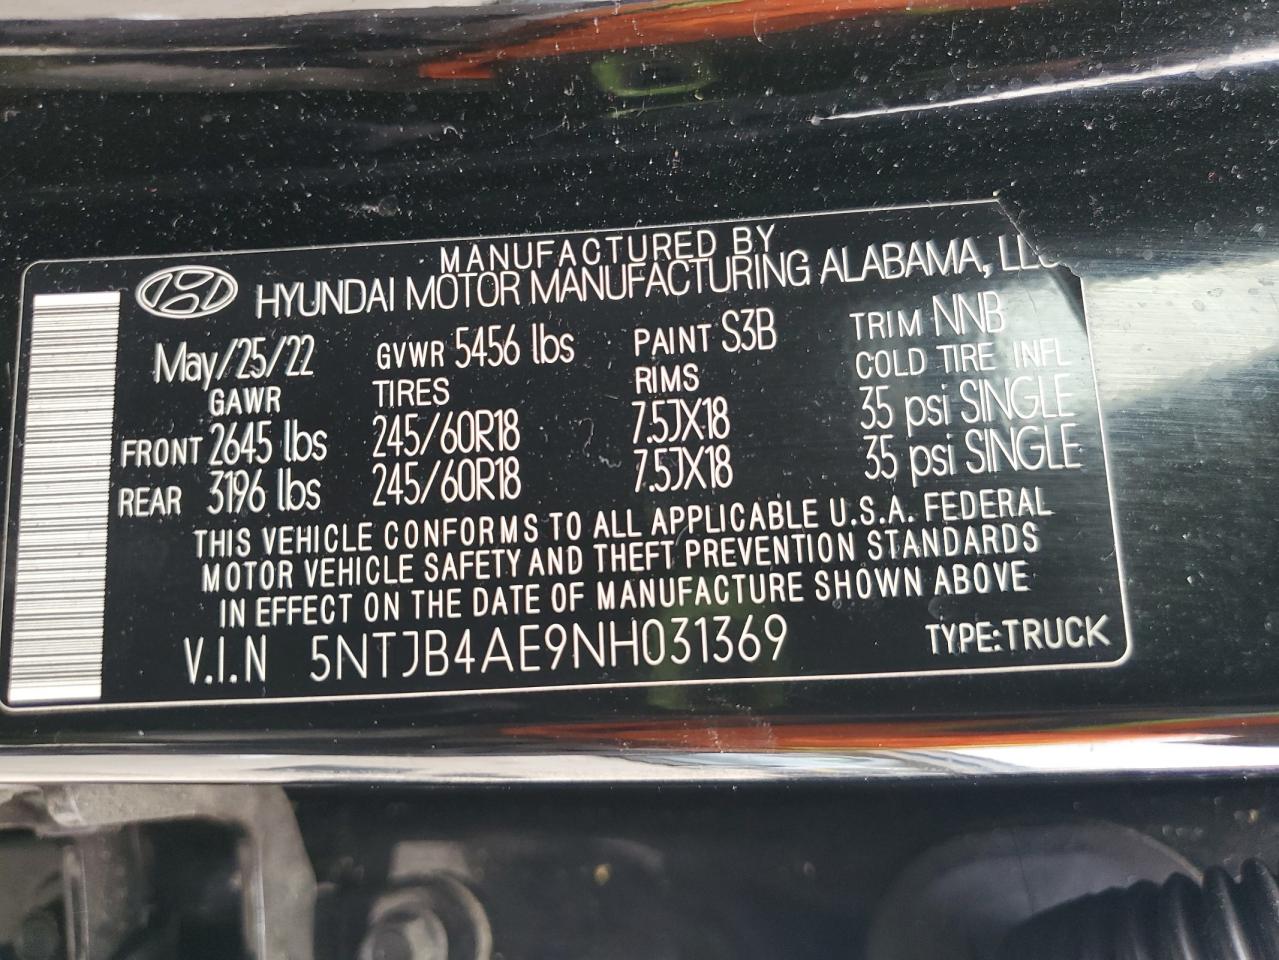 MANUFACTURED BY
HYUNDAI MOTOR MANUFACTURING ALABAMA, LLC
May/25/22 GVWR 5456 lbs PAINT S3B TRIM NNB
GAWR TIRES RIMS COLD TIRE INFL
FRONT 2645 lbs 245/60R18 7.5JX18 35 psi SINGLE
REAR 3196 lbs 245/60R18 7.5JX18 35 psi SINGLE
THIS VEHICLE CONFORMS TO ALL APPLICABLE U.S.A. FEDERAL
MOTOR VEHICLE SAFETY AND THEFT PREVENTION STANDARDS
IN EFFECT ON THE DATE OF MANUFACTURE SHOWN ABOVE
V.I.N 5NTJB4AE9NH031369 TYPE:TRUCK